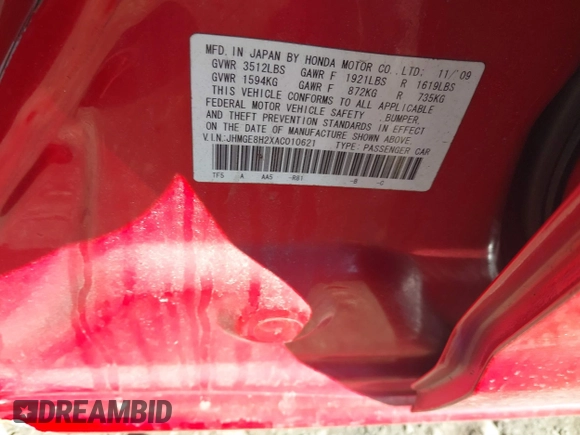 MFD. IN JAPAN BY HONDA MOTOR CO.,LTD: 11/'09
GVWR 3512LBS GAWR F 1921LBS R 1619LBS
GVWR 1594KG GAWR F 872KG R 735KG
THIS VEHICLE CONFORMS TO ALL APPLICABLE
FEDERAL MOTOR VEHICLE SAFETY , BUMPER,
AND THEFT PREVENTION STANDARDS IN EFFECT
ON THE DATE OF MANUFACTURE SHOWN ABOVE.
V.I.N:JHMGE8H2XAC010621 TYPE: PASSENGER CAR
TF5 A AA5 -R81 -B -C
DREAMBID